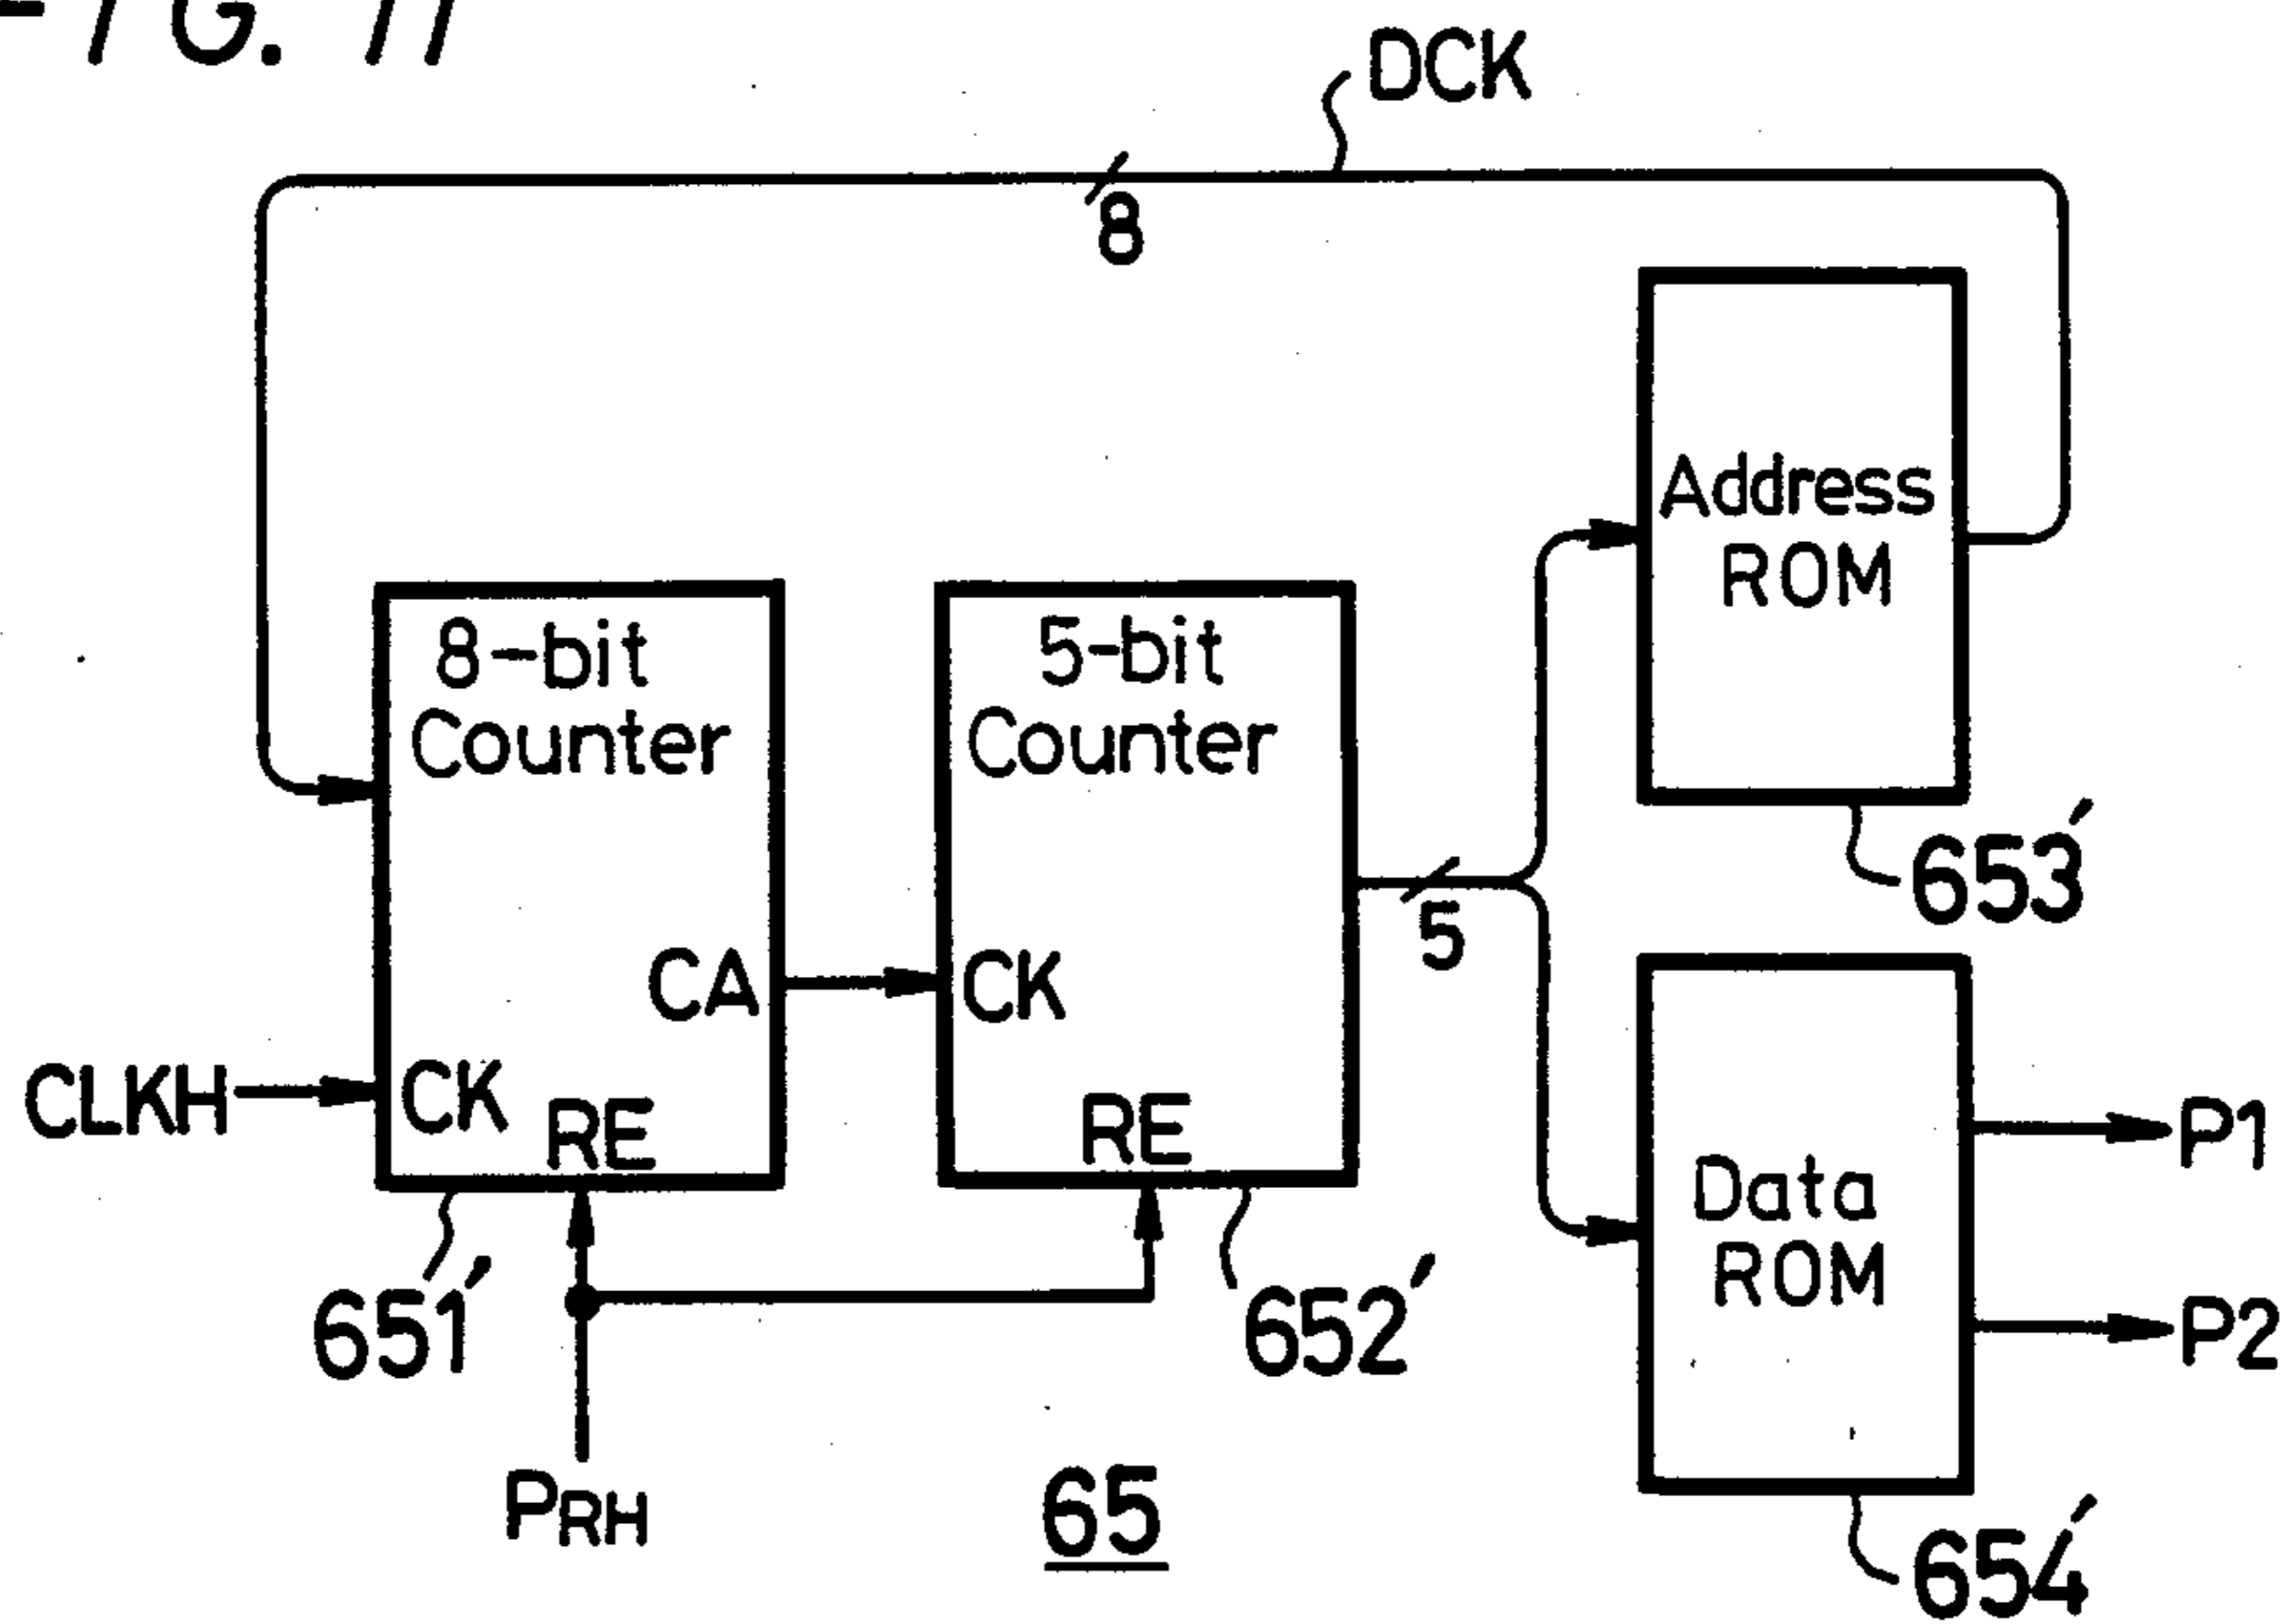 FIG. 11
DCK
8
Address
ROM
8-bit
Counter
5-bit
Counter
653'
5
CA
CK
CLKH
CK
RE
RE
P1
Data
ROM
651'
652'
P2
PRH
65
654'